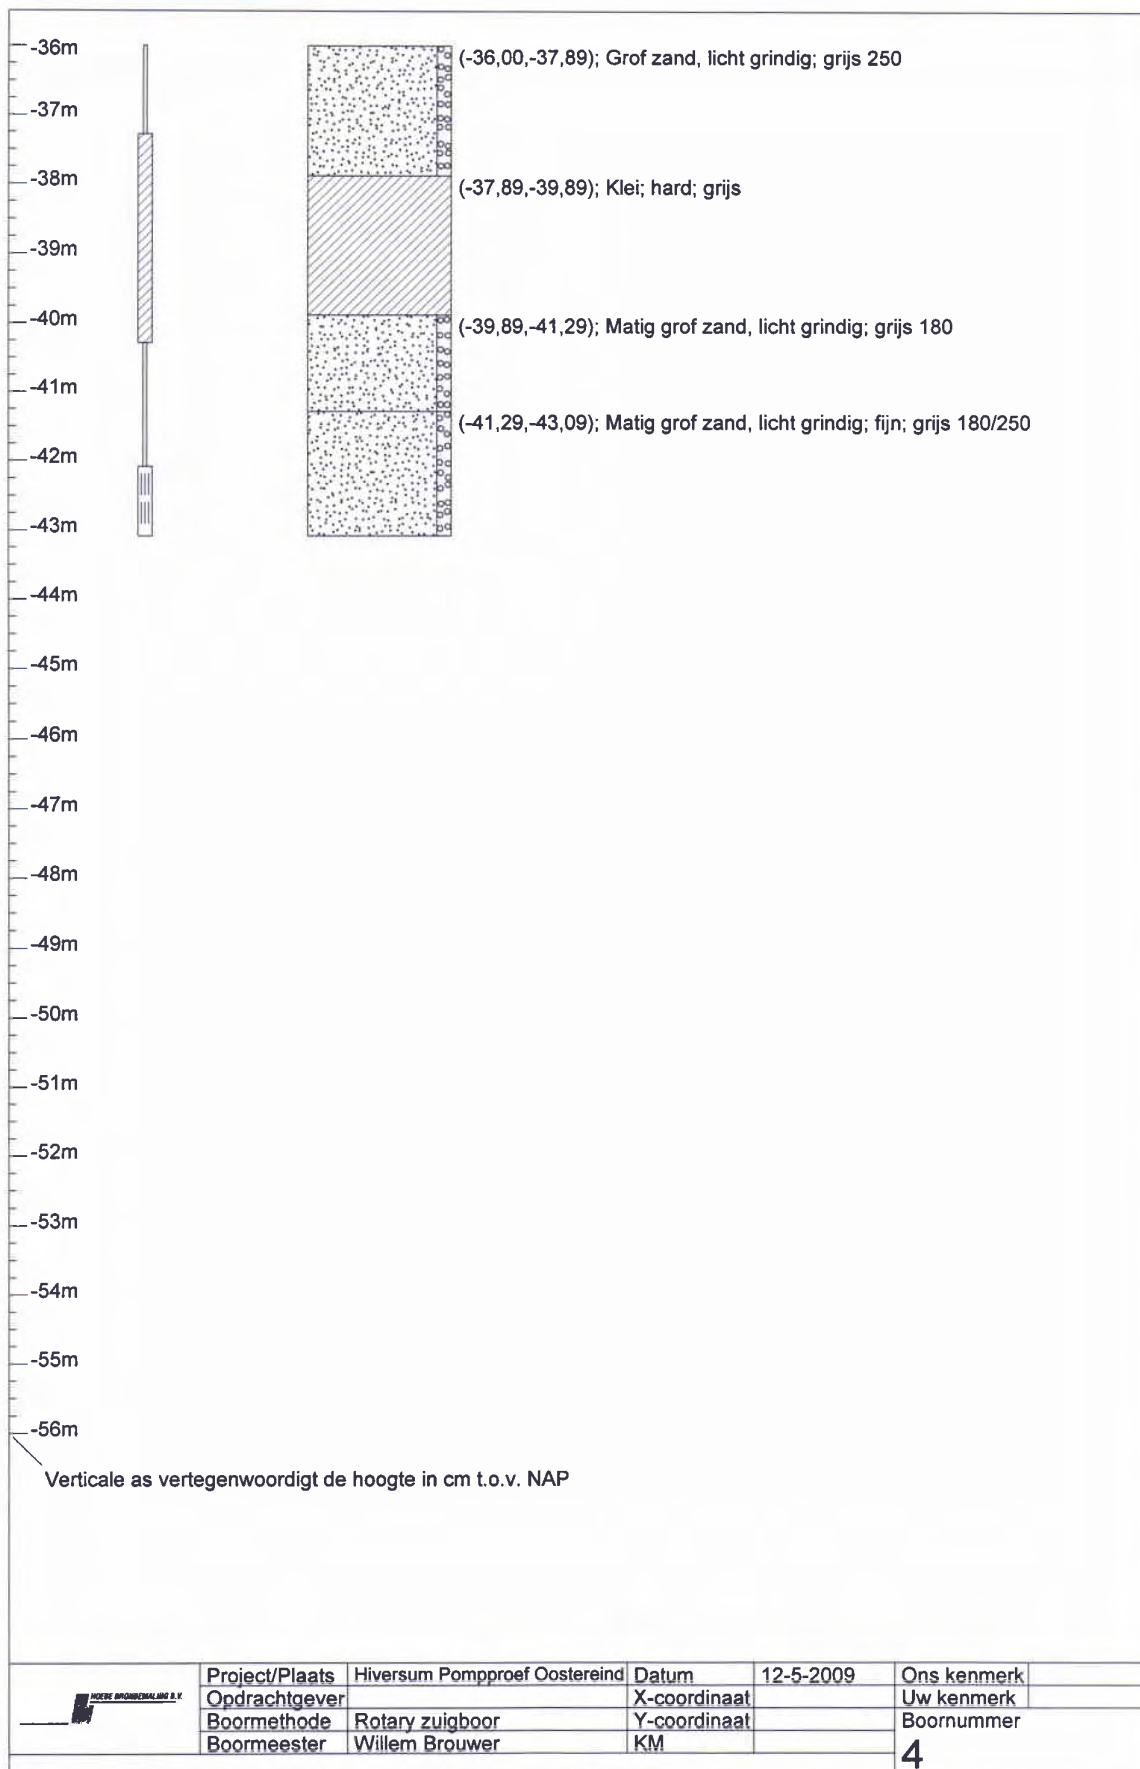 -36m
(-36,00,-37,89); Grof zand, licht grindig; grijs 250
-37m
-38m
(-37,89,-39,89); Klei; hard; grijs
-39m
-40m
(-39,89,-41,29); Matig grof zand, licht grindig; grijs 180
-41m
(-41,29,-43,09); Matig grof zand, licht grindig; fijn; grijs 180/250
-42m
-43m
-44m
-45m
-46m
-47m
-48m
-49m
-50m
-51m
-52m
-53m
-54m
-55m
-56m
Verticale as vertegenwoordigt de hoogte in cm t.o.v. NAP
HOEBE BRONBEMALING B.V.
Project/Plaats Hiversum Pompproef Oostereind Datum 12-5-2009 Ons kenmerk
Opdrachtgever X-coordinaat Uw kenmerk
Boormethode Rotary zuigboor Y-coordinaat Boornummer
Boormeester Willem Brouwer KM 4